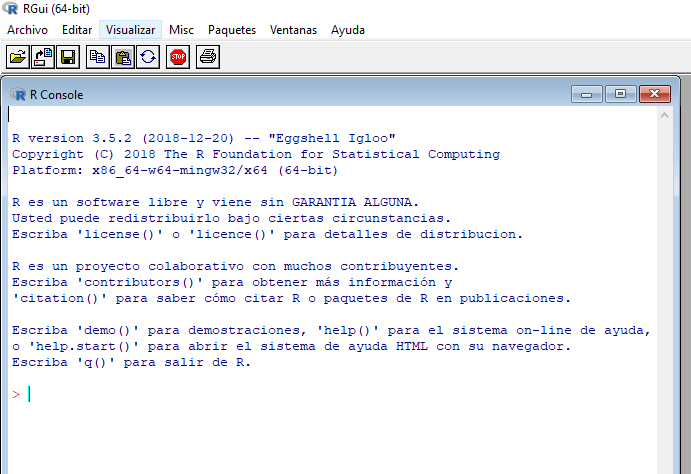 RGui (64-bit)
Archivo Editar Visualizar Misc Paquetes Ventanas Ayuda
STOP
R Console
R version 3.5.2 (2018-12-20) -- "Eggshell Igloo"
Copyright (C) 2018 The R Foundation for Statistical Computing
Platform: x86_64-w64-mingw32/x64 (64-bit)
R es un software libre y viene sin GARANTIA ALGUNA.
Usted puede redistribuirlo bajo ciertas circunstancias.
Escriba 'license()' o 'licence()' para detalles de distribucion.
R es un proyecto colaborativo con muchos contribuyentes.
Escriba 'contributors()' para obtener más información y
'citation()' para saber cómo citar R o paquetes de R en publicaciones.
Escriba 'demo()' para demostraciones, 'help()' para el sistema on-line de ayuda,
o 'help.start()' para abrir el sistema de ayuda HTML con su navegador.
Escriba 'q()' para salir de R.
>